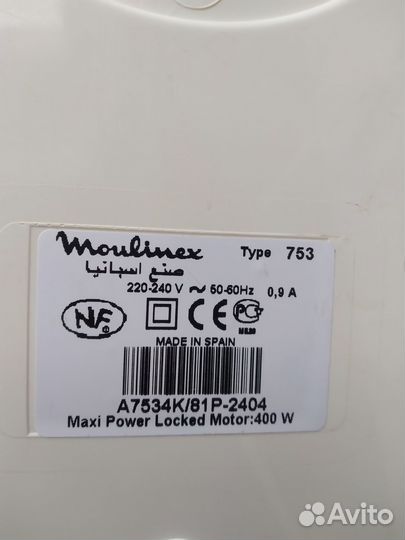 Moulinex Type 753
صنع اسبانيا
220-240 V ~ 50-60Hz 0,9 A
NF CE РСТ
MADE IN SPAIN
A7534K/81P-2404
Maxi Power Locked Motor:400 W
Avito